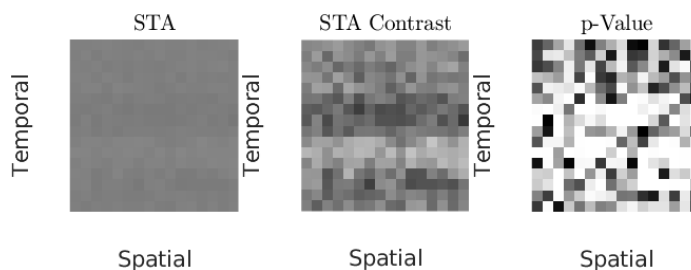 STA
STA Contrast
p-Value
Temporal
Temporal
Temporal
Spatial
Spatial
Spatial